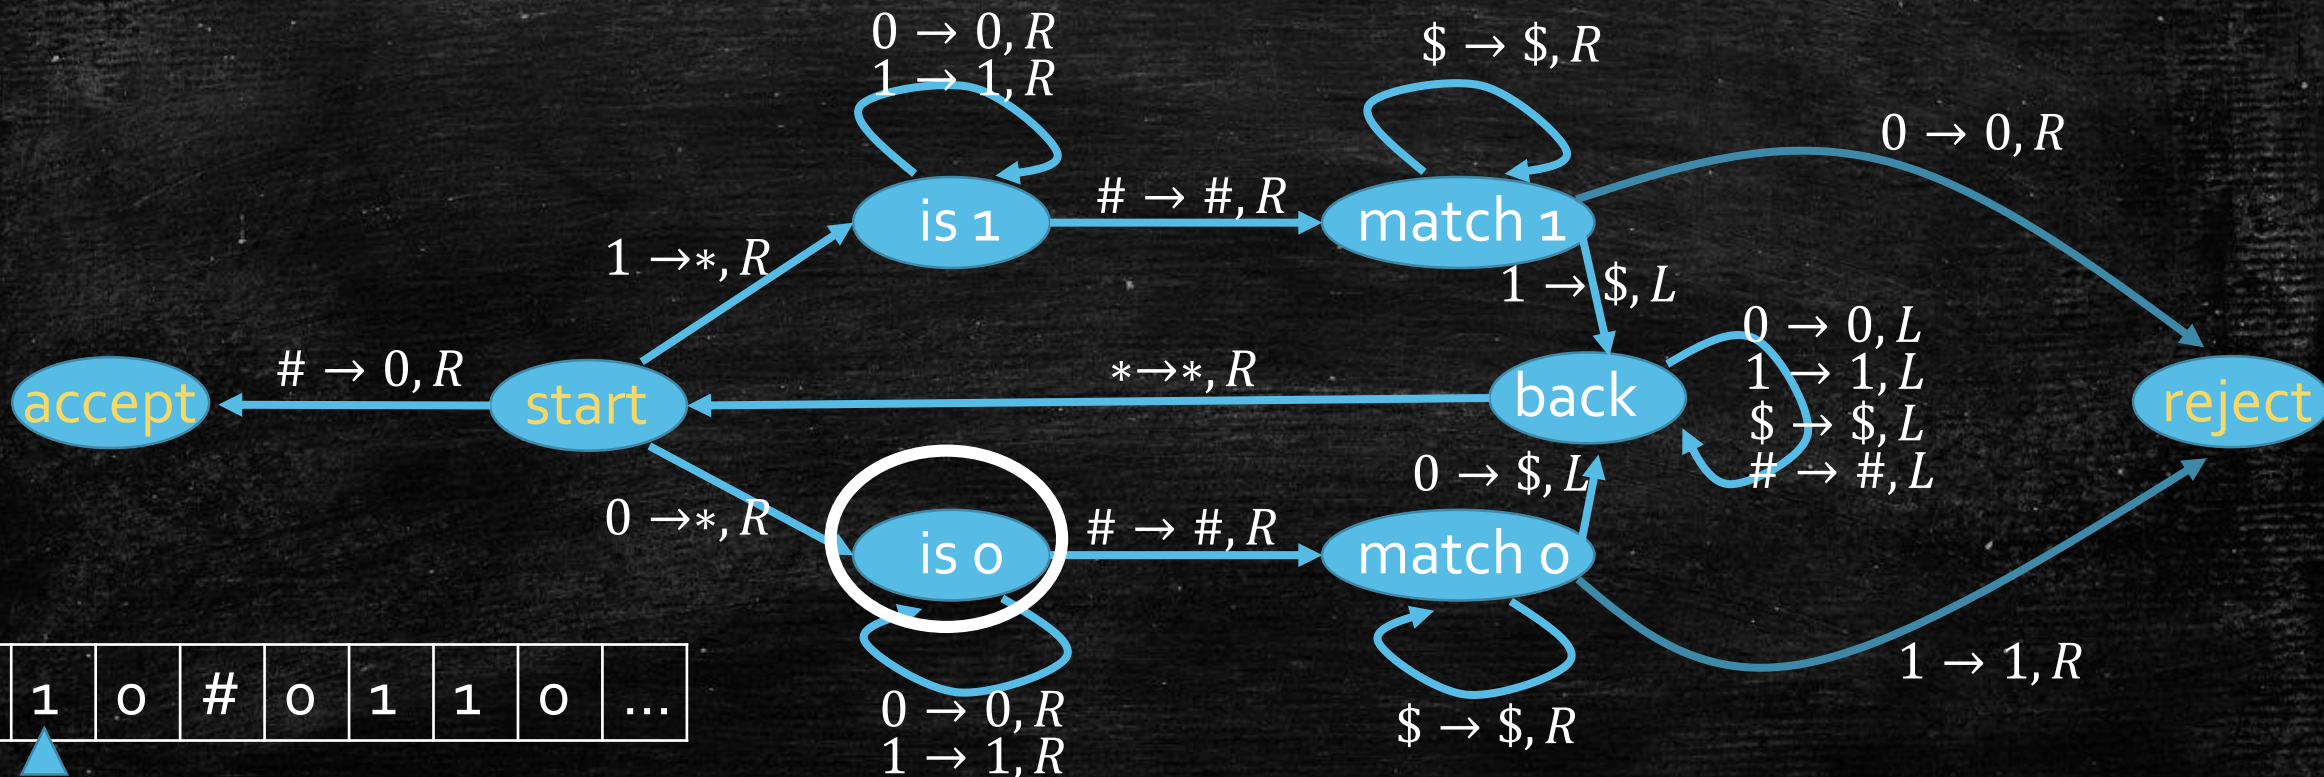 0 → 0, R
1 → 1, R
$ → $, R
0 → 0, R
is 1
# → #, R
match 1
1 →*, R
1 → $, L
accept
# → 0, R
start
*→*, R
back
0 → 0, L
1 → 1, L
$ → $, L
# → #, L
reject
0 →*, R
is 0
# → #, R
0 → $, L
match 0
0 → 0, R
1 → 1, R
$ → $, R
1 → 1, R
1 0 # 0 1 1 0 ...